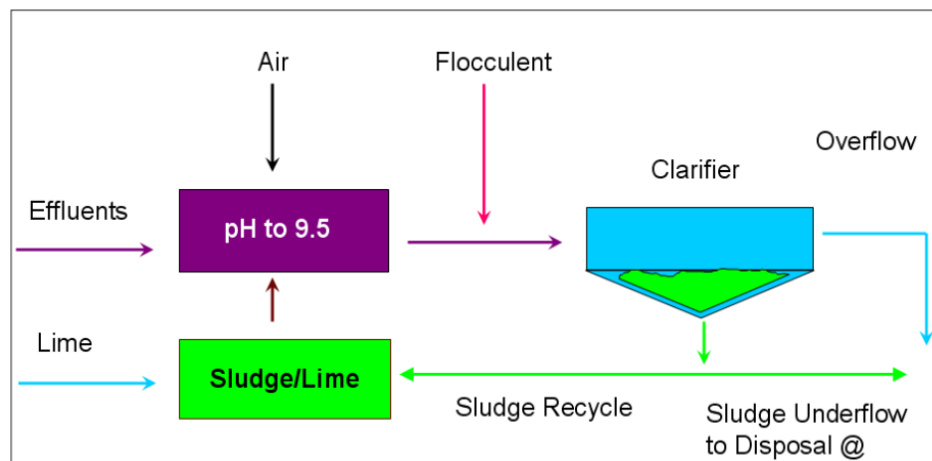 Air
Flocculent
Overflow
Clarifier
Effluents
pH to 9.5
Lime
Sludge/Lime
Sludge Recycle
Sludge Underflow
to Disposal @